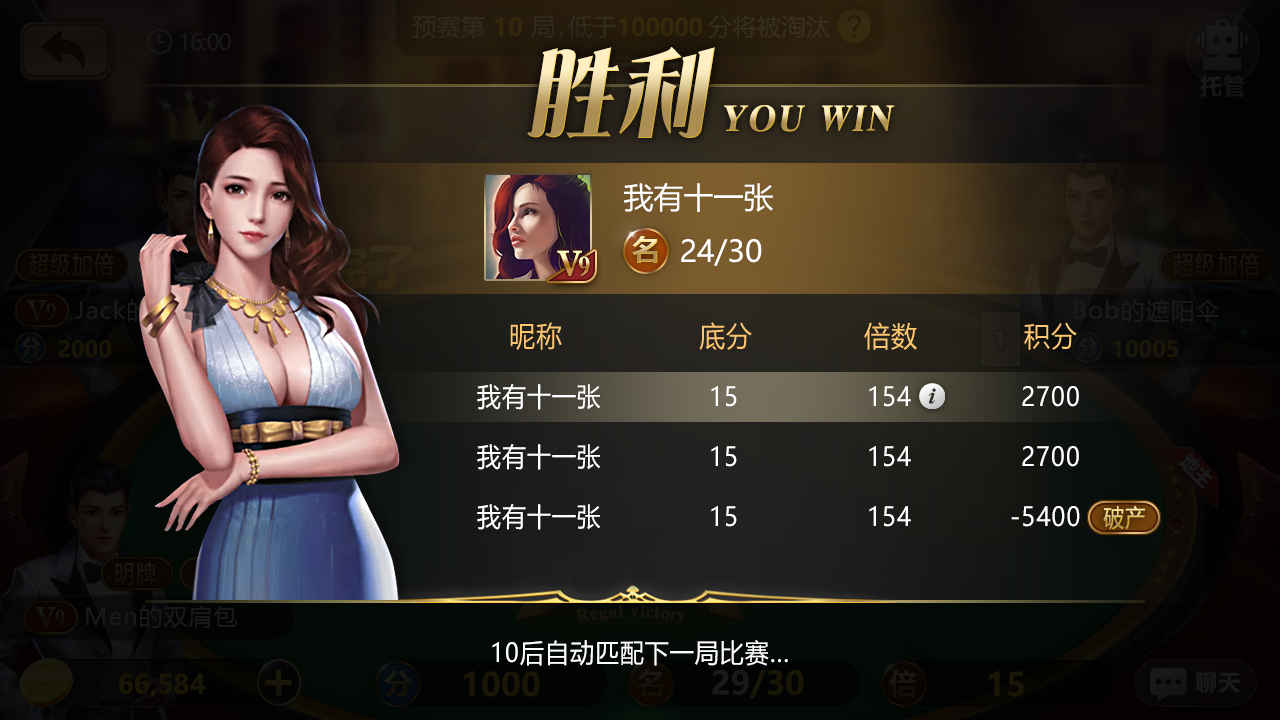 预赛第 10 局,低于100000 分将被淘汰 ?
16:00
托管
胜利 YOU WIN
V9
我有十一张
名 24/30
超级加倍
超级加倍
V9 Jack的
Bob的遮阳伞
分 2000
分 10005
昵称 底分 倍数 1 积分
我有十一张 15 154 i 2700
我有十一张 15 154 2700
地主
我有十一张 15 154 -5400 破产
明牌
Regal victory
V9 Men的双肩包
10后自动匹配下一局比赛...
66,584 + 分 1000 名 29/30 倍 15 聊天